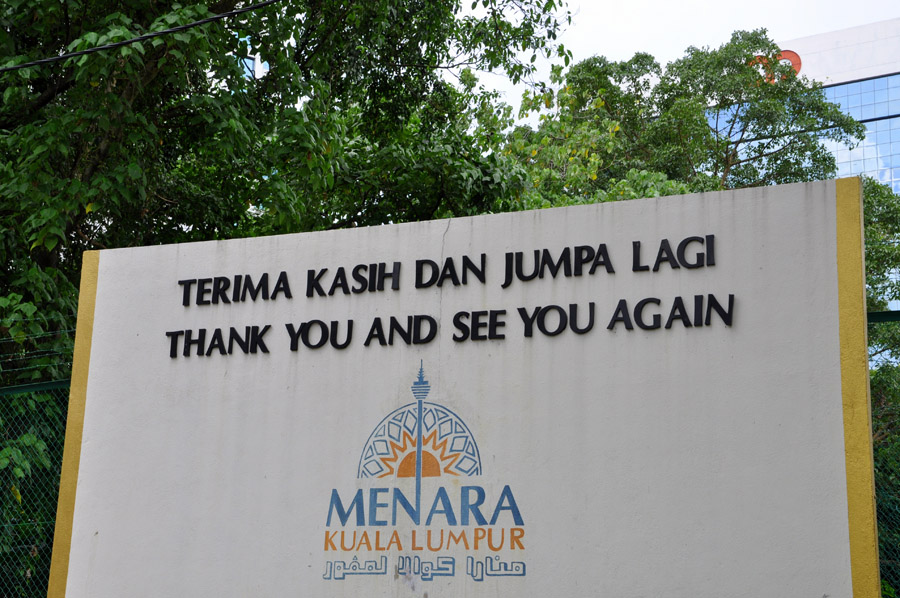 TERIMA KASIH DAN JUMPA LAGI
THANK YOU AND SEE YOU AGAIN
MENARA
KUALA LUMPUR
منارا كوالا لمڤور